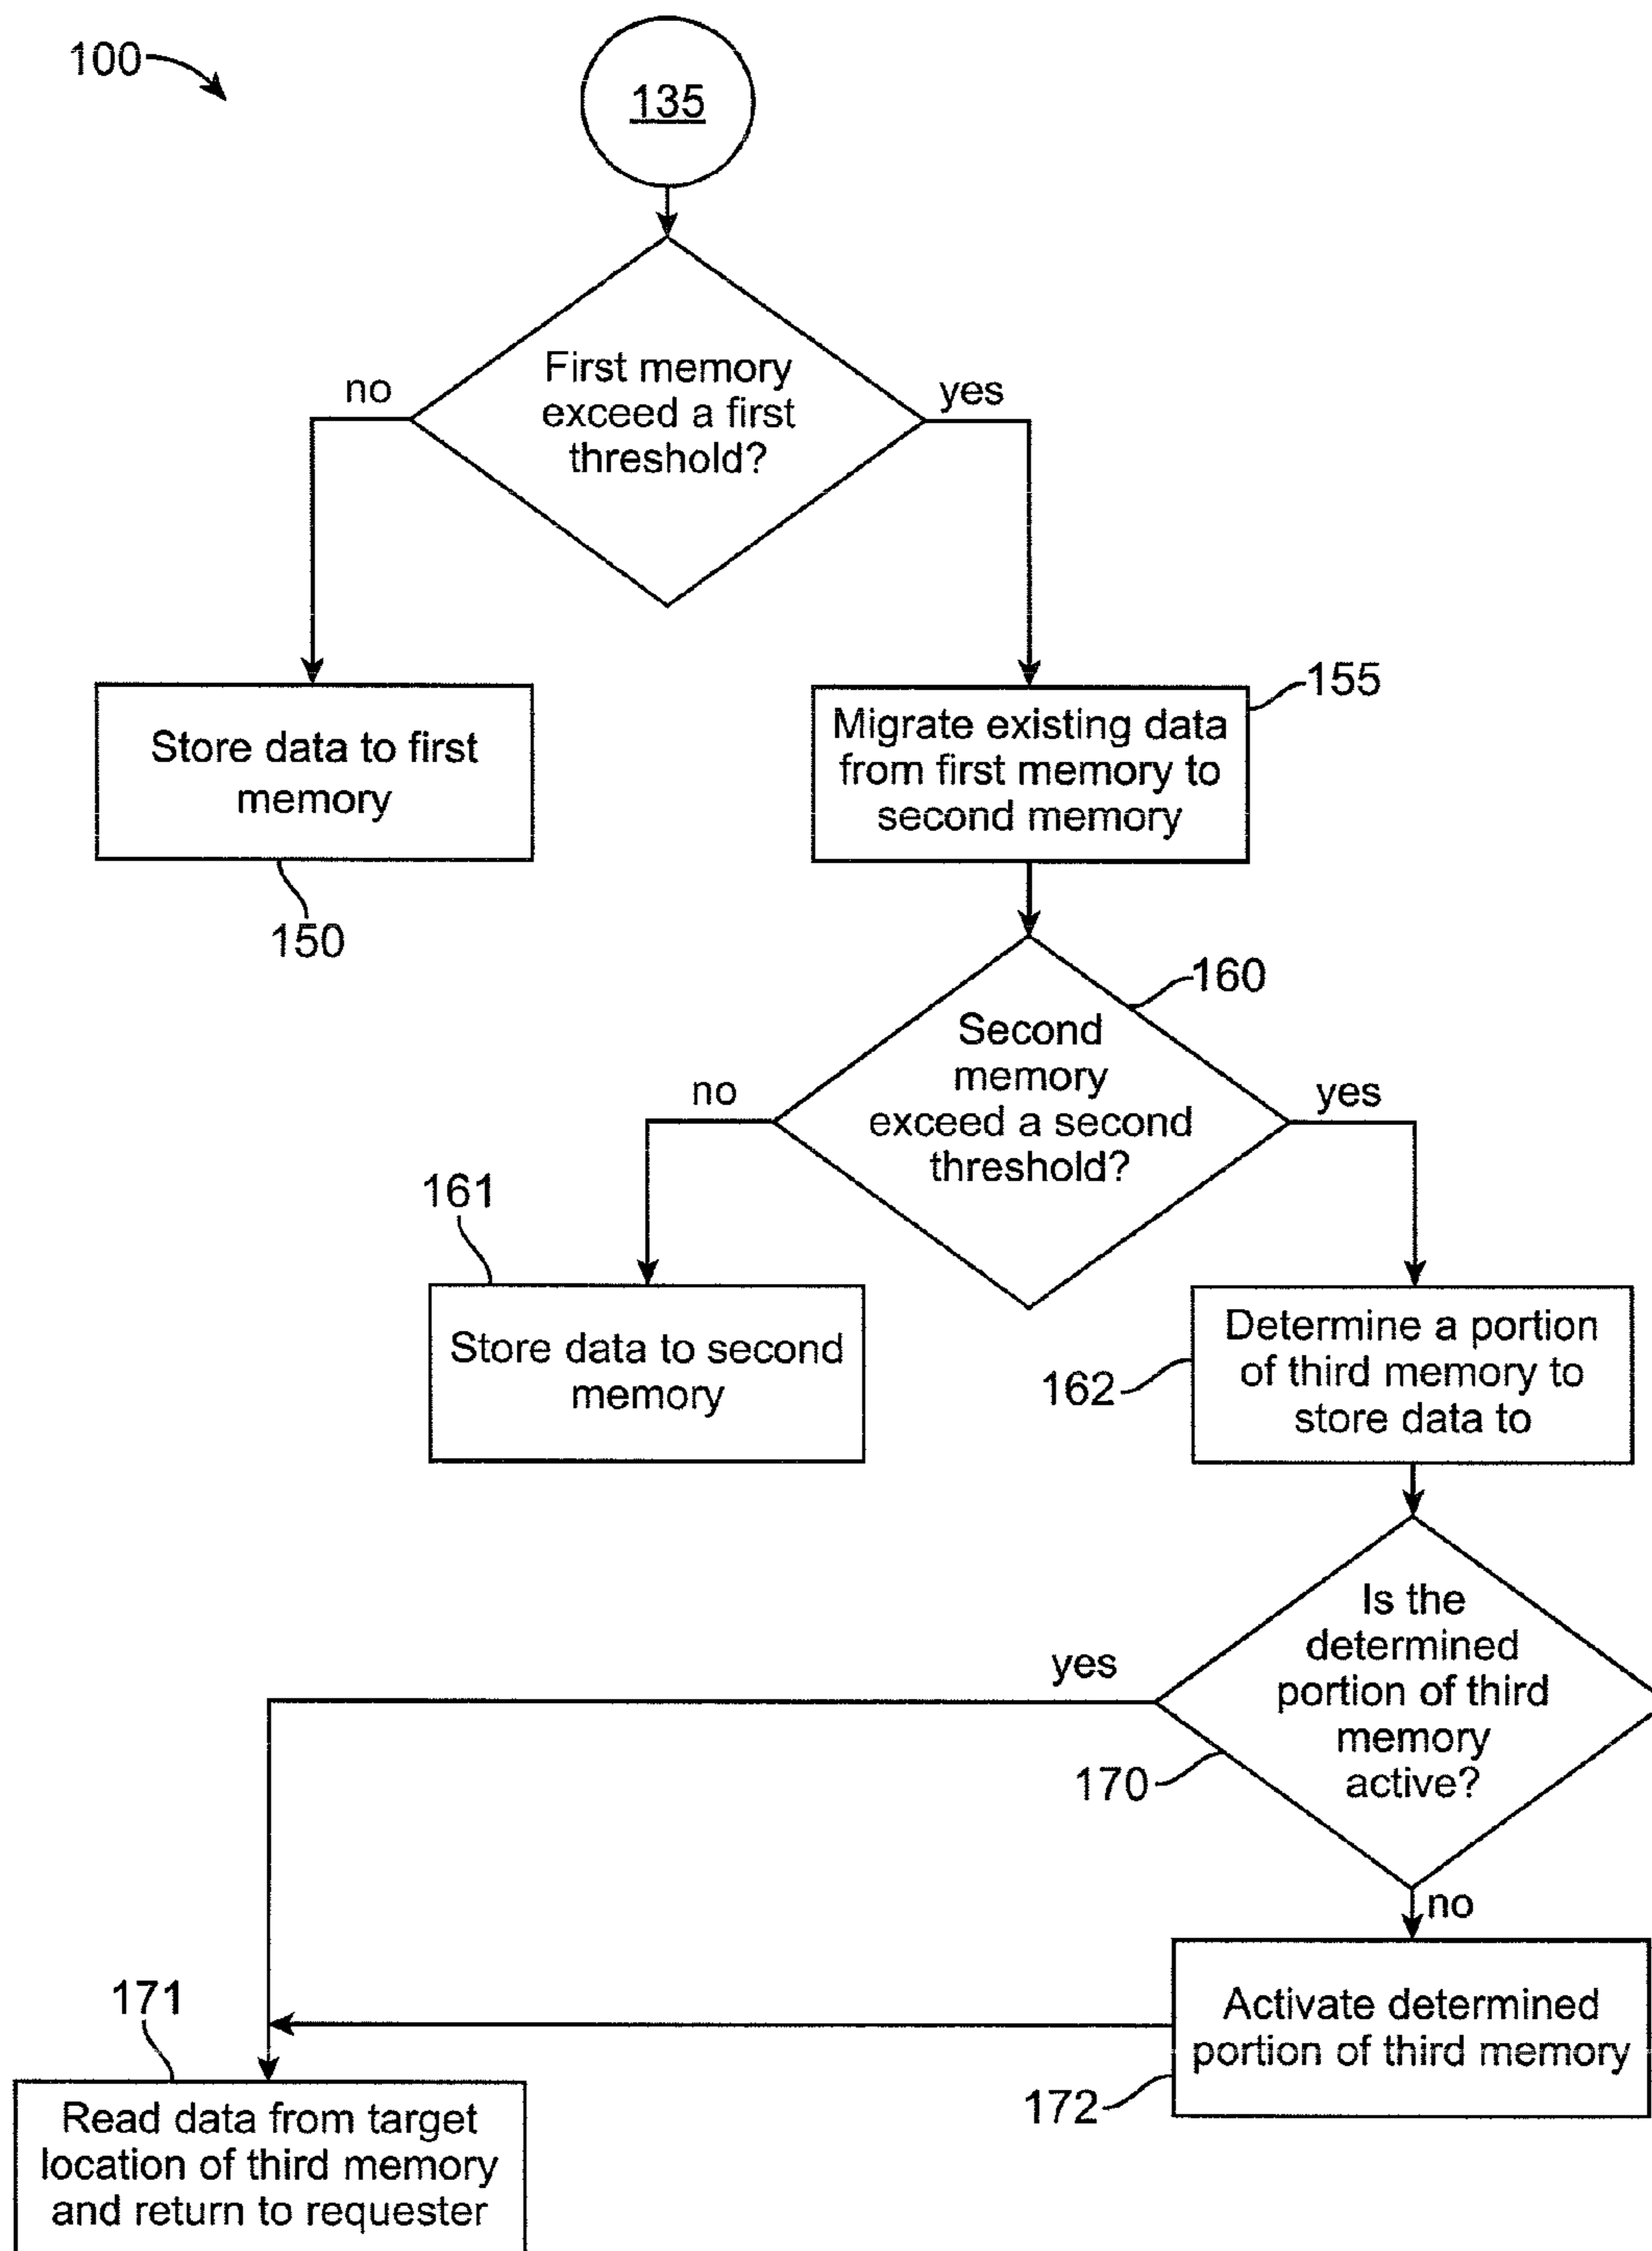 100
135
First memory
exceed a first
threshold?
no
yes
Store data to first
memory
150
155
Migrate existing data
from first memory to
second memory
160
Second
memory
exceed a second
threshold?
no
yes
161
Store data to second
memory
162
Determine a portion
of third memory to
store data to
Is the
determined
portion of third
memory
active?
yes
170
no
171
Activate determined
portion of third memory
172
Read data from target
location of third memory
and return to requester